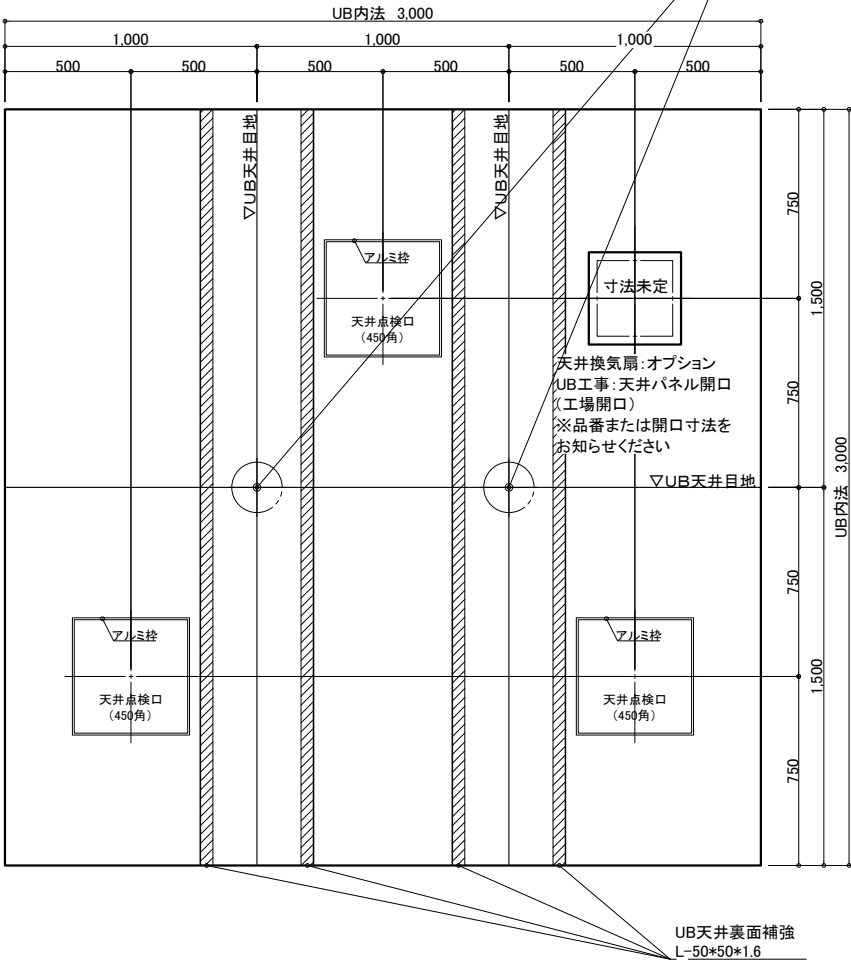 UB内法 3,000
1,000
1,000
1,000
500
500
500
500
500
500
▽UB天井目地
▽UB天井目地
アルミ枠
天井点検口
(450角)
寸法未定
天井換気扇:オプション
UB工事:天井パネル開口
(工場開口)
※品番または開口寸法を
お知らせください
▽UB天井目地
アルミ枠
天井点検口
(450角)
アルミ枠
天井点検口
(450角)
750
750
750
750
1,500
1,500
UB内法 3,000
UB天井裏面補強
L-50*50*1.6